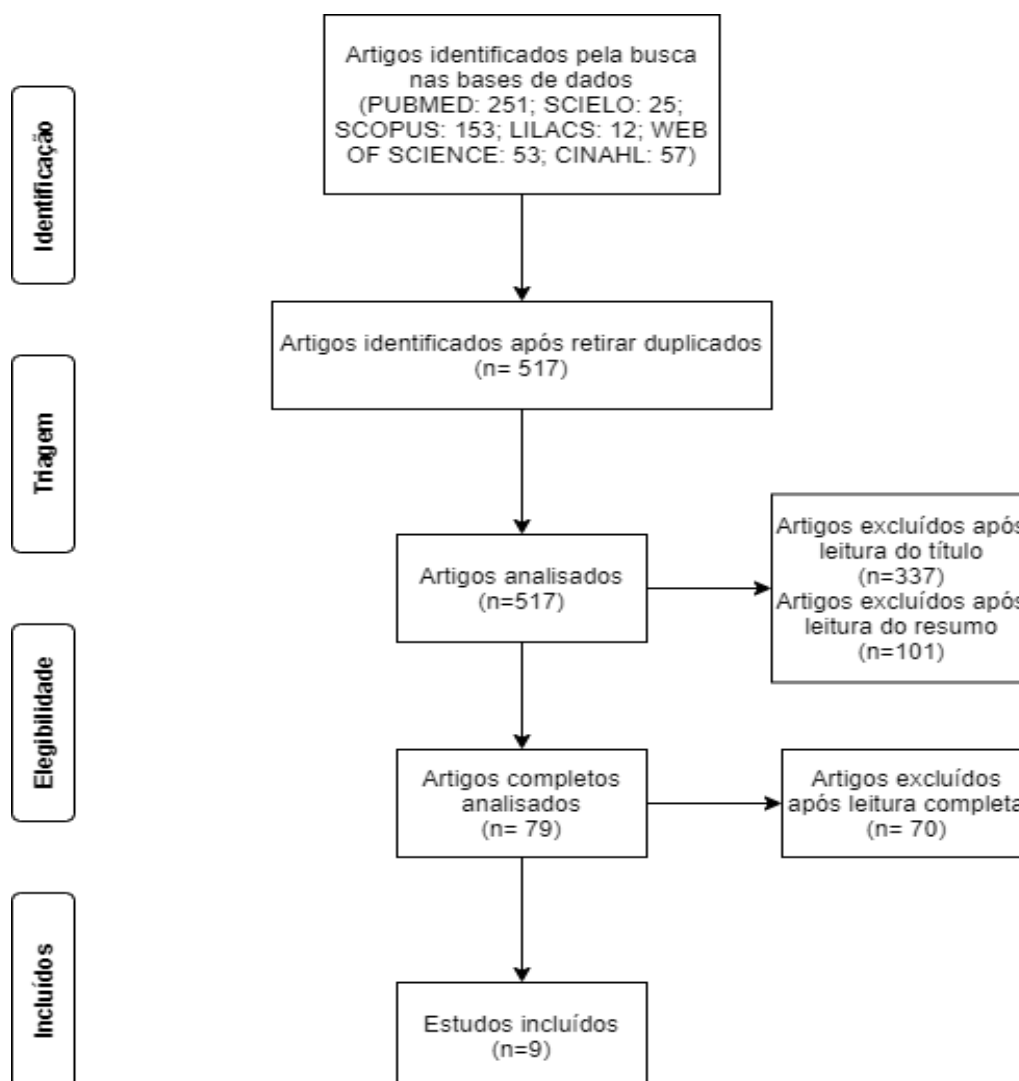 Identificação
Artigos identificados pela busca
nas bases de dados
(PUBMED: 251; SCIELO: 25;
SCOPUS: 153; LILACS: 12; WEB
OF SCIENCE: 53; CINAHL: 57)
Triagem
Artigos identificados após retirar duplicados
(n= 517)
Artigos analisados
(n=517)
Artigos excluídos após
leitura do título
(n=337)
Artigos excluídos após
leitura do resumo
(n=101)
Elegibilidade
Artigos completos
analisados
(n= 79)
Artigos excluídos
após leitura completa
(n= 70)
Incluídos
Estudos incluídos
(n=9)